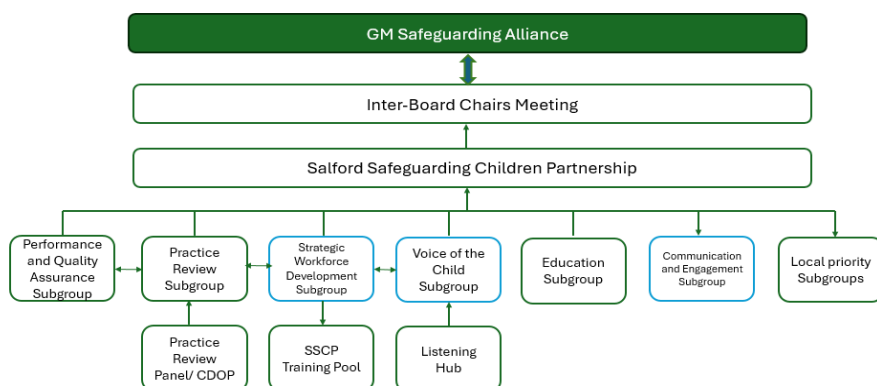 GM Safeguarding Alliance
Inter-Board Chairs Meeting
Salford Safeguarding Children Partnership
Performance
and Quality
Assurance
Subgroup
Practice
Review
Subgroup
Strategic
Workforce
Development
Subgroup
Voice of the
Child
Subgroup
Education
Subgroup
Communication
and Engagement
Subgroup
Local priority
Subgroups
Practice
Review
Panel/ CDOP
SSCP
Training Pool
Listening
Hub